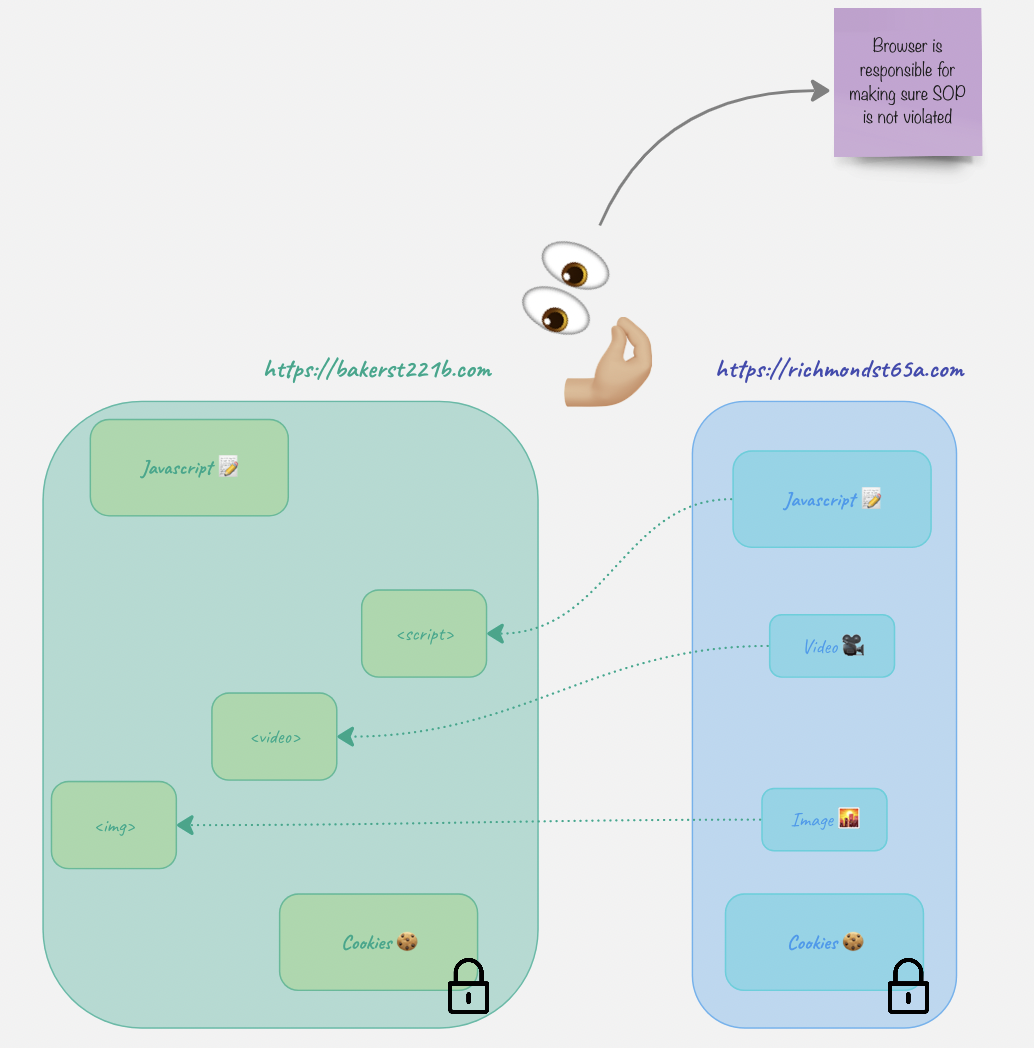 Browser is
responsible for
making sure SOP
is not violated
https://bakerst221b.com
https://richmondst65a.com
Javascript
Javascript
<script>
Video
<video>
Image
<img>
Cookies
Cookies